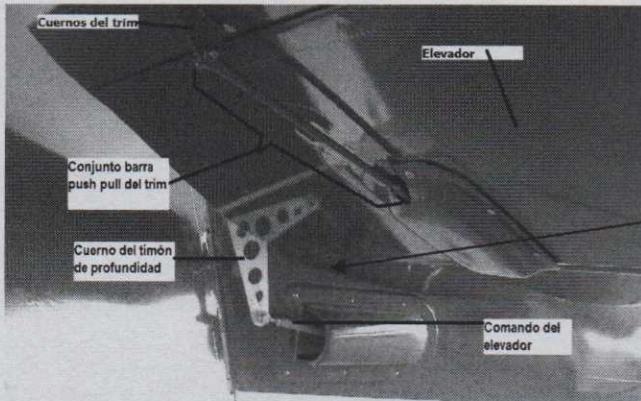 Cuernos del trim
Elevador
Conjunto barra
push pull del trim
Cuerno del timón
de profundidad
Comando del
elevador